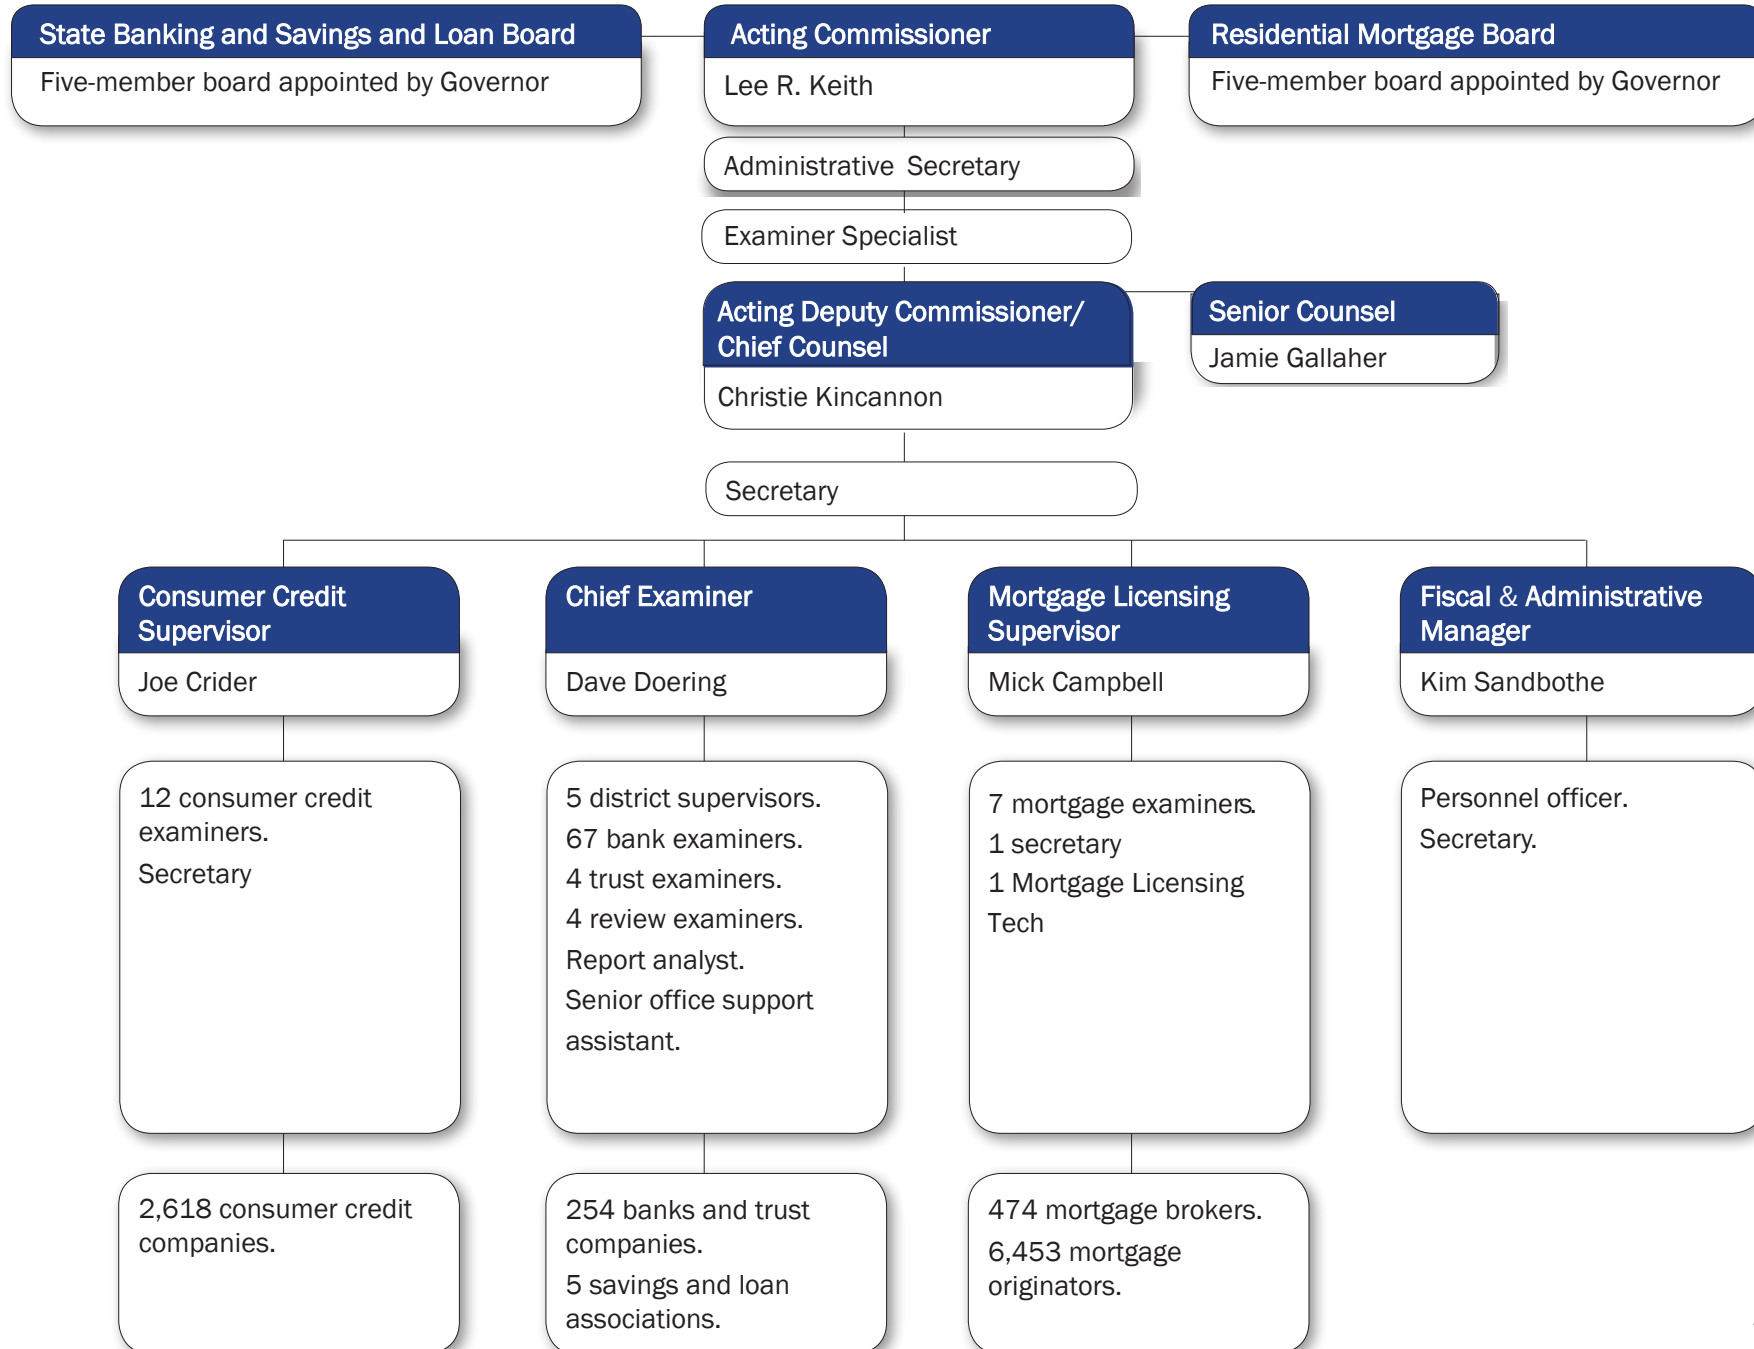 State Banking and Savings and Loan Board
Five-member board appointed by Governor
Acting Commissioner
Lee R. Keith
Residential Mortgage Board
Five-member board appointed by Governor
Administrative Secretary
Examiner Specialist
Acting Deputy Commissioner/
Chief Counsel
Christie Kincannon
Senior Counsel
Jamie Gallaher
Secretary
Consumer Credit
Supervisor
Joe Crider
12 consumer credit
examiners.
Secretary
2,618 consumer credit
companies.
Chief Examiner
Dave Doering
5 district supervisors.
67 bank examiners.
4 trust examiners.
4 review examiners.
Report analyst.
Senior office support
assistant.
254 banks and trust
companies.
5 savings and loan
associations.
Mortgage Licensing
Supervisor
Mick Campbell
7 mortgage examiners.
1 secretary
1 Mortgage Licensing
Tech
474 mortgage brokers.
6,453 mortgage
originators.
Fiscal & Administrative
Manager
Kim Sandbothe
Personnel officer.
Secretary.